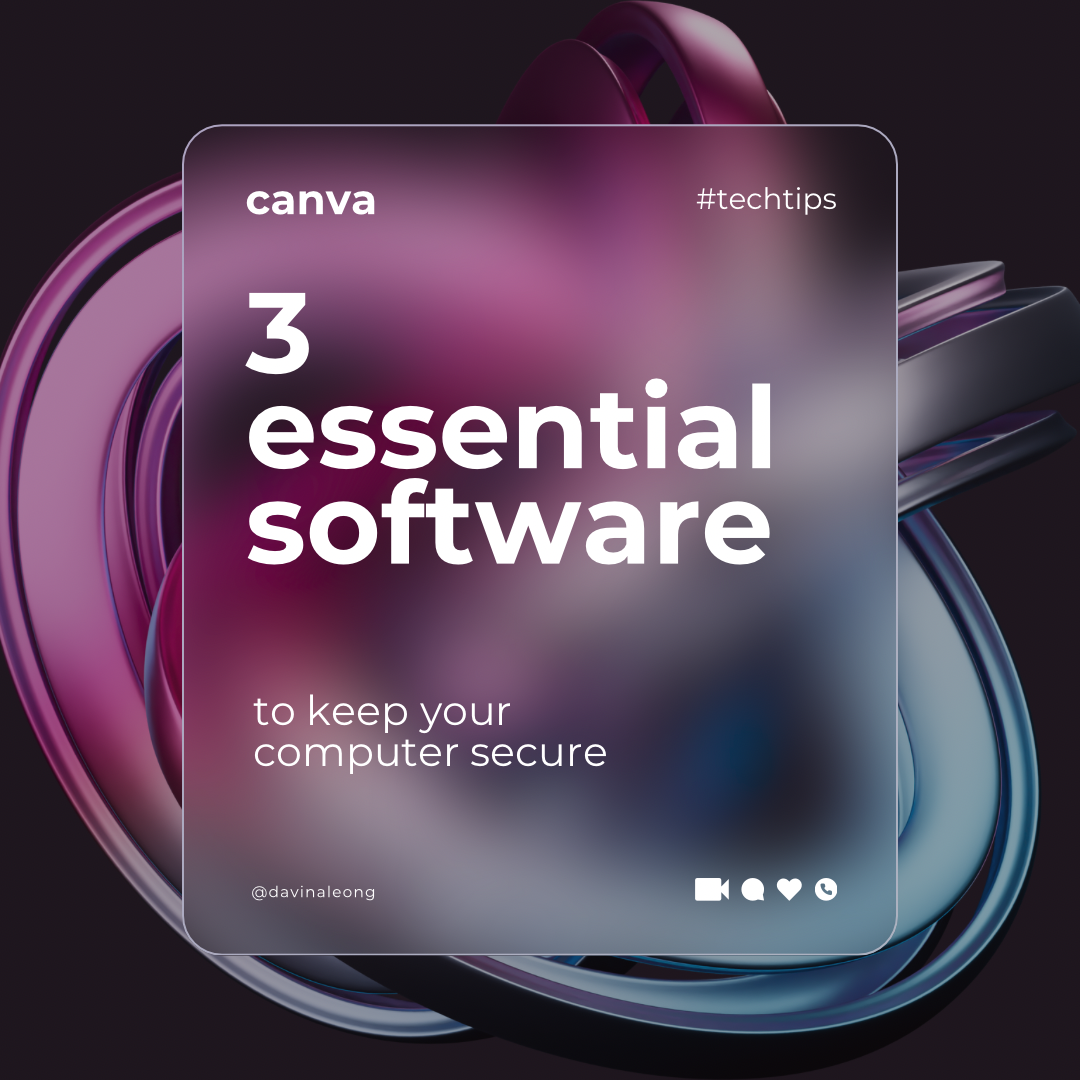 canva
#techtips
3
essential
software
to keep your
computer secure
@davinaleong